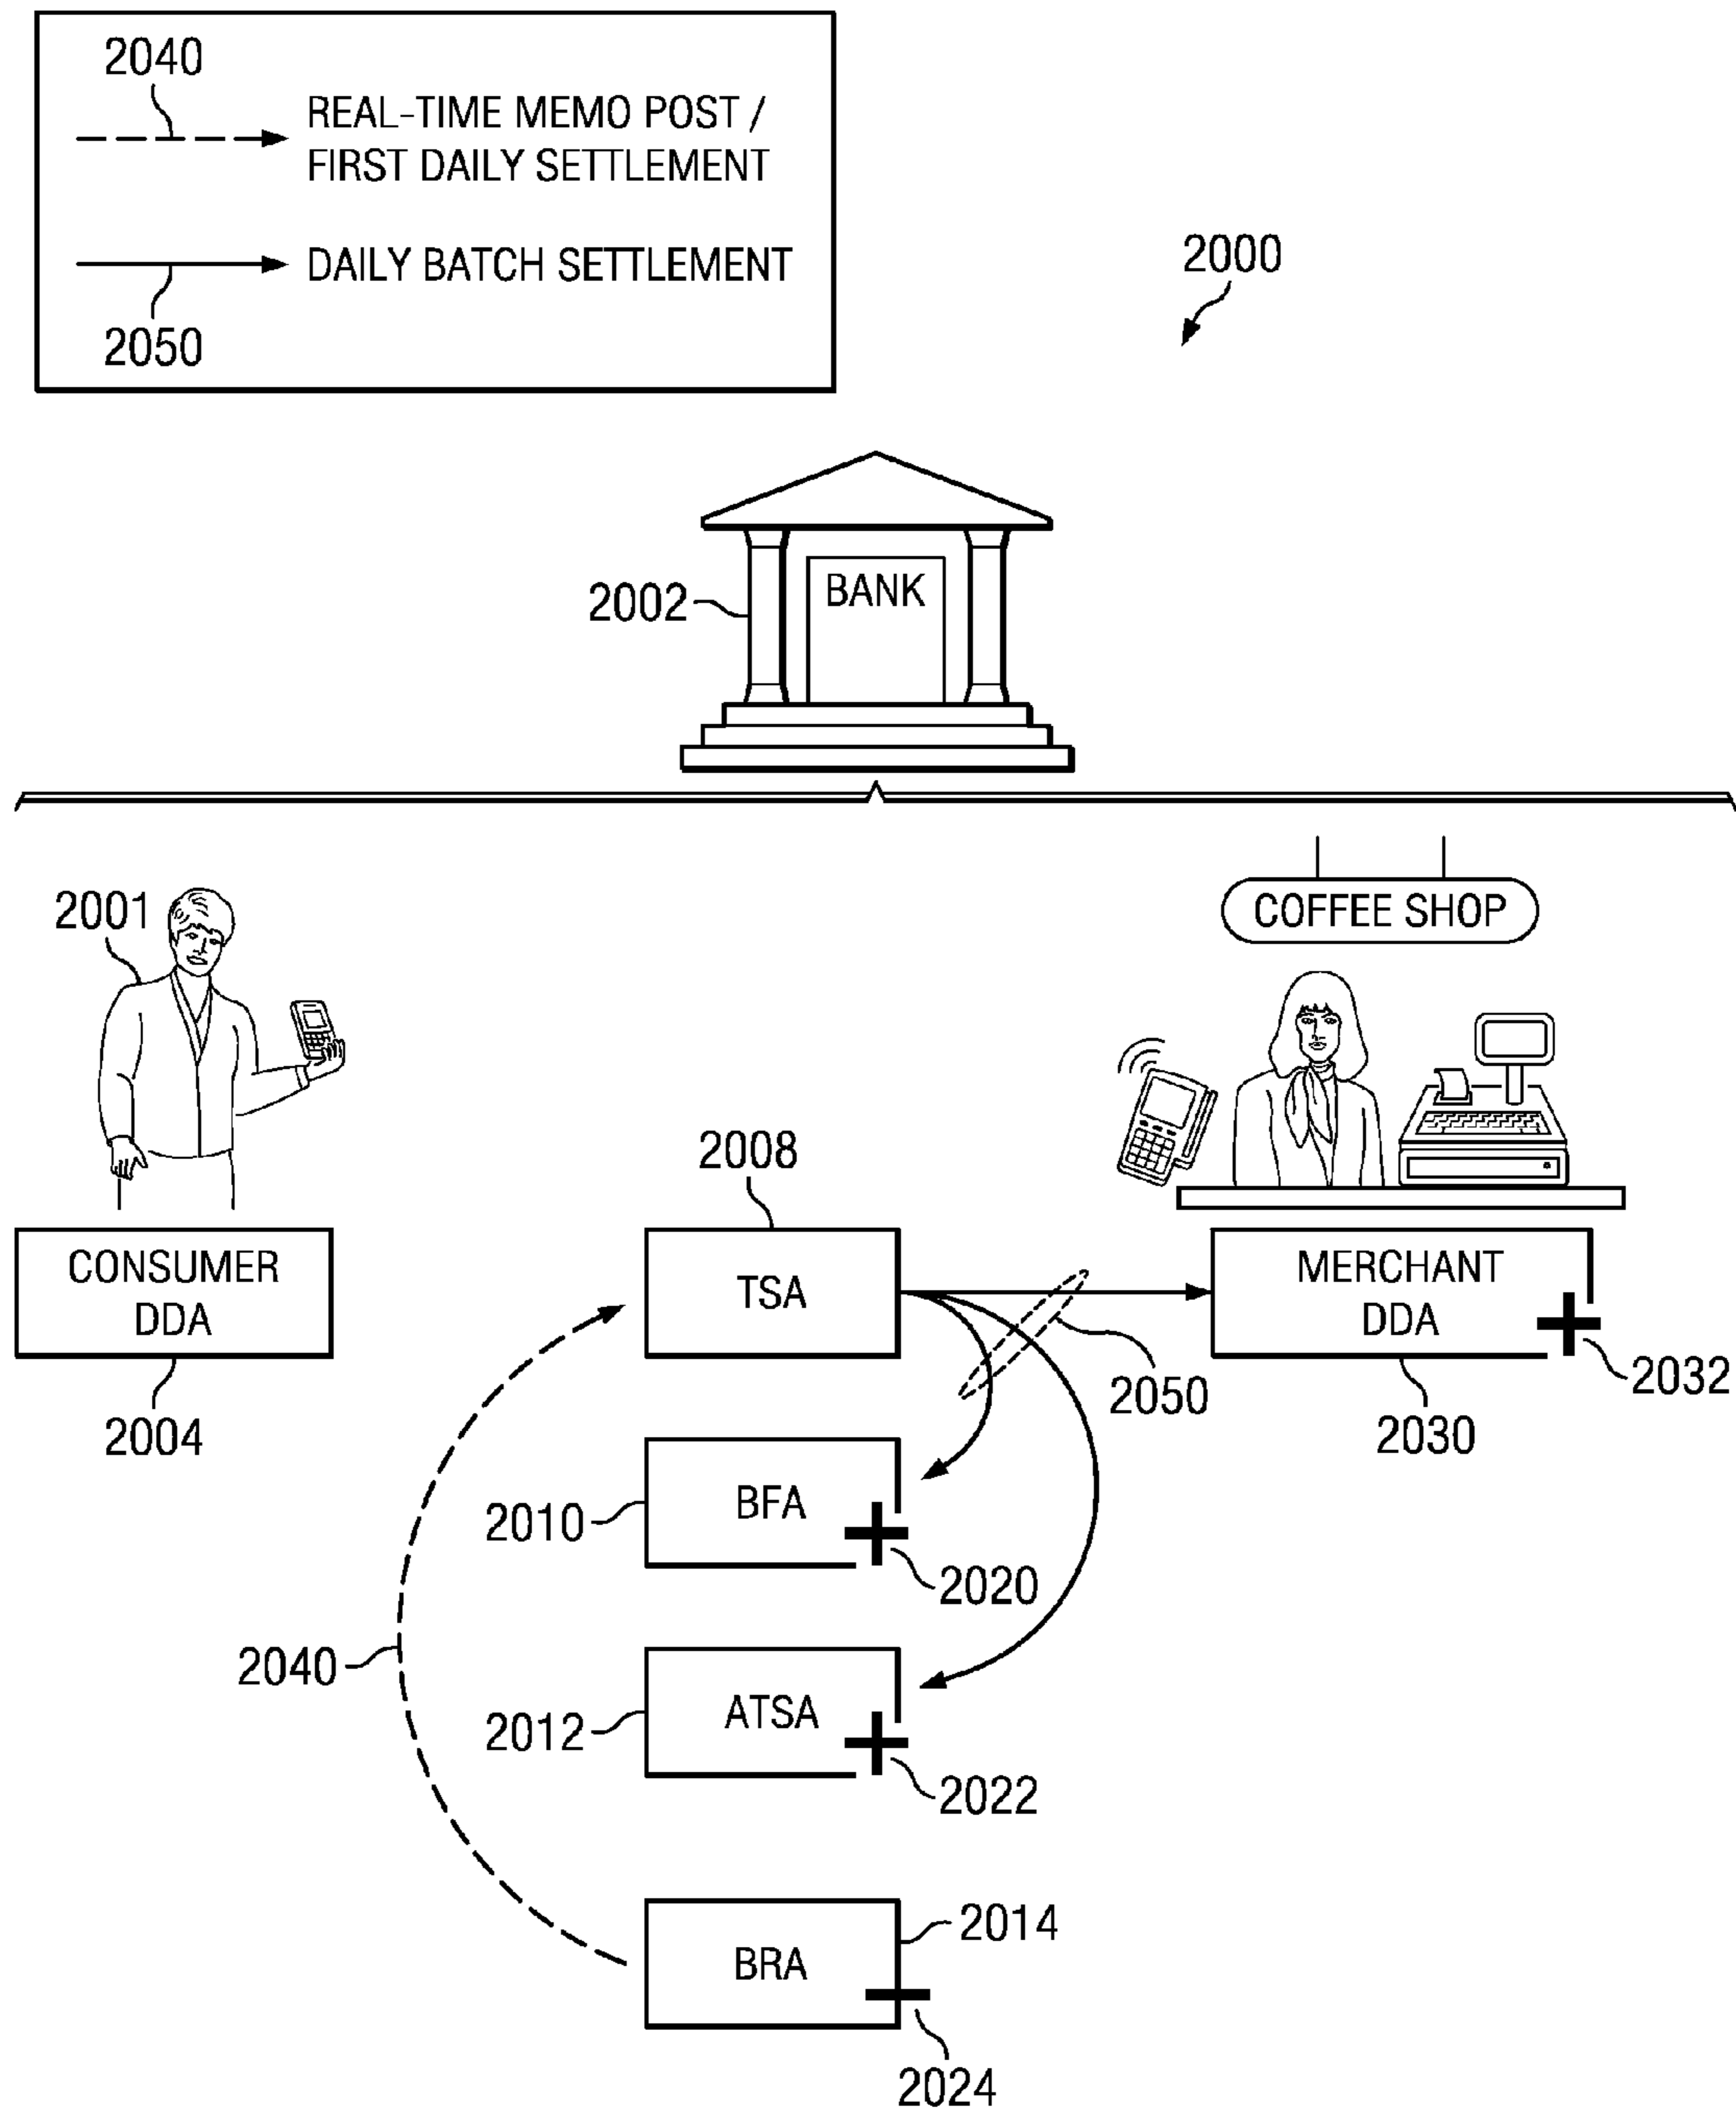 2040
REAL-TIME MEMO POST /
FIRST DAILY SETTLEMENT
DAILY BATCH SETTLEMENT
2050
2000
2002
BANK
2001
COFFEE SHOP
2008
CONSUMER
DDA
TSA
MERCHANT
DDA
2004
2050
2030
2032
2010
BFA
2020
2040
2012
ATSA
2022
2014
BRA
2024